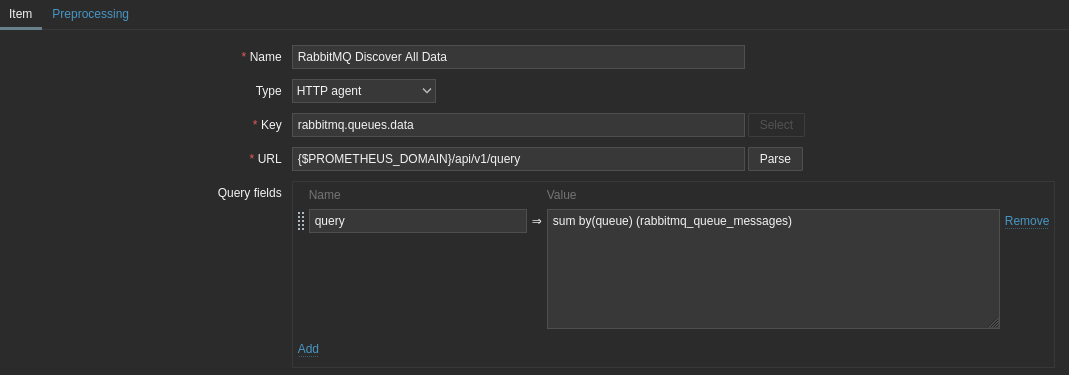 Item Preprocessing
* Name RabbitMQ Discover All Data
Type HTTP agent
* Key rabbitmq.queues.data Select
* URL {$PROMETHEUS_DOMAIN}/api/v1/query Parse
Query fields Name Value
query ⇒ sum by(queue) (rabbitmq_queue_messages) Remove
Add